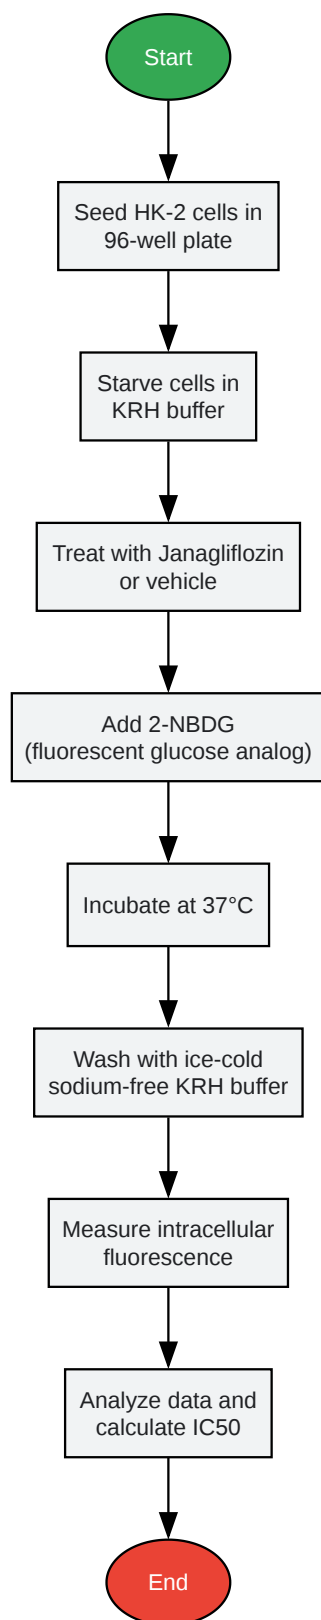 Start
Seed HK-2 cells in
96-well plate
Starve cells in
KRH buffer
Treat with Janagliflozin
or vehicle
Add 2-NBDG
(fluorescent glucose analog)
Incubate at 37°C
Wash with ice-cold
sodium-free KRH buffer
Measure intracellular
fluorescence
Analyze data and
calculate IC50
End